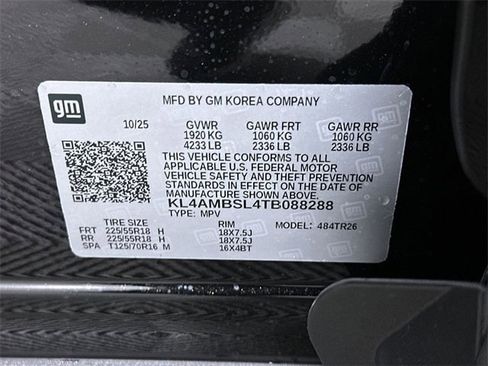 gm
MFD BY GM KOREA COMPANY
10/25 GVWR GAWR FRT GAWR RR
1920 KG 1060 KG 1060 KG
4233 LB 2336 LB 2336 LB
THIS VEHICLE CONFORMS TO ALL
APPLICABLE U.S. FEDERAL MOTOR
VEHICLE SAFETY AND THEFT PREVENTION
STANDARDS IN EFFECT ON THE DATE OF
MANUFACTURE SHOWN ABOVE.
KL4AMBSL4TB088288
TYPE: MPV MODEL: 484TR26
TIRE SIZE RIM
FRT 225/55R18 H 18X7.5J
RR 225/55R18 H 18X7.5J
SPA T125/70R16 M 16X4BT